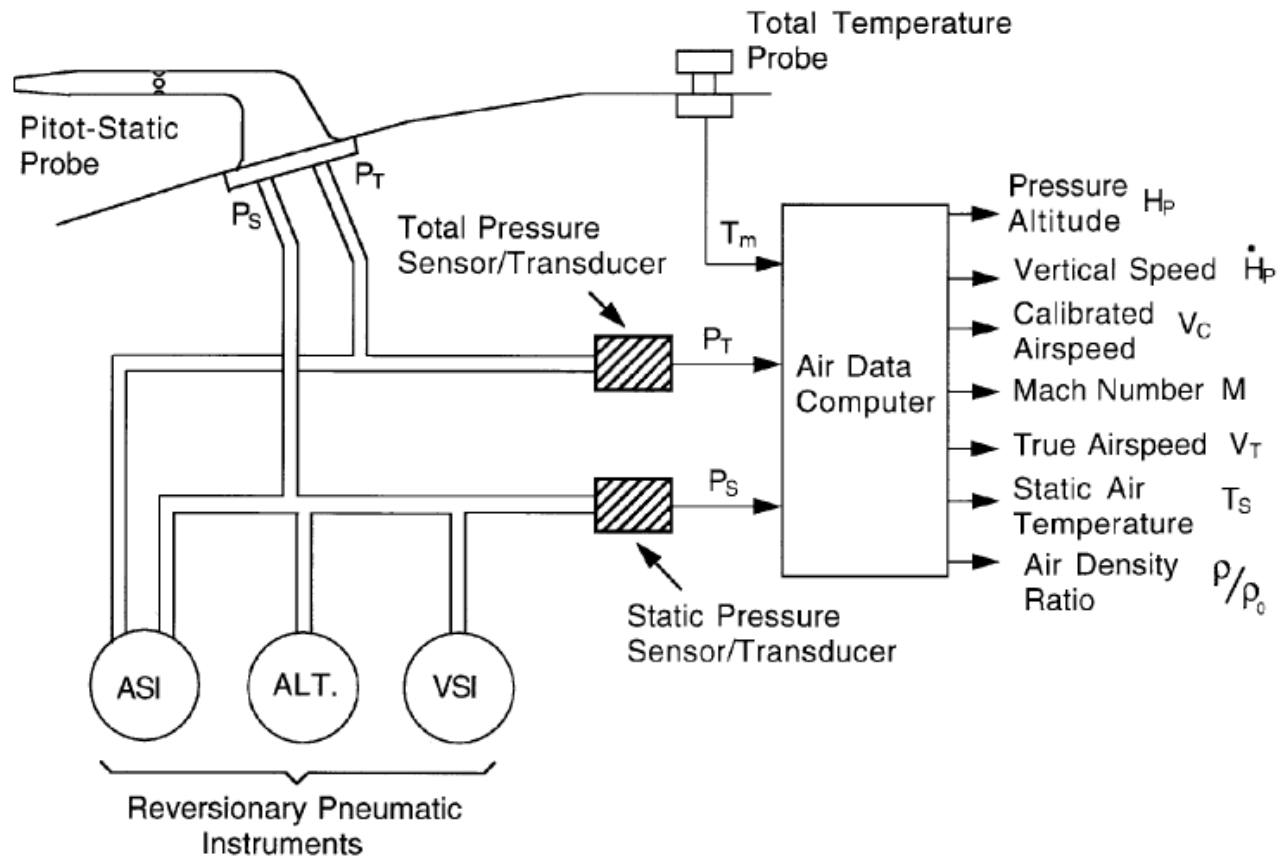 Total Temperature
Probe
Pitot-Static
Probe
P_T
P_S
Total Pressure
Sensor/Transducer
T_m
P_T
P_S
Air Data
Computer
Pressure
Altitude H_P
Vertical Speed Ḣ_P
Calibrated
Airspeed V_C
Mach Number M
True Airspeed V_T
Static Air
Temperature T_S
Air Density
Ratio ρ/ρ₀
Static Pressure
Sensor/Transducer
ASI
ALT.
VSI
Reversionary Pneumatic
Instruments